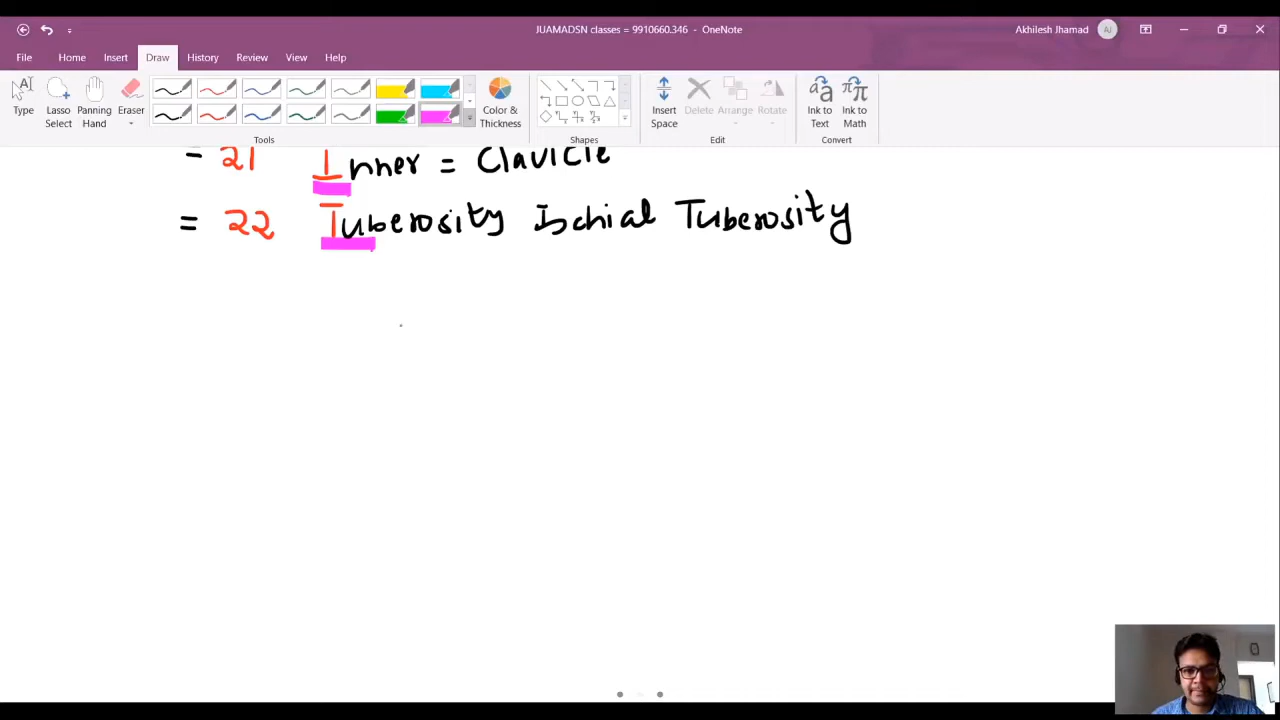 JUAMADSN classes = 9910660.346 - OneNote
Akhilesh Jhamad AJ
File Home Insert Draw History Review View Help
Type Lasso Select Panning Hand Eraser Color & Thickness Insert Space Delete Arrange Rotate Ink to Text Ink to Math
Tools Shapes Edit Convert
= 21 Inner = Clavicle
= 22 Tuberosity Ischial Tuberosity